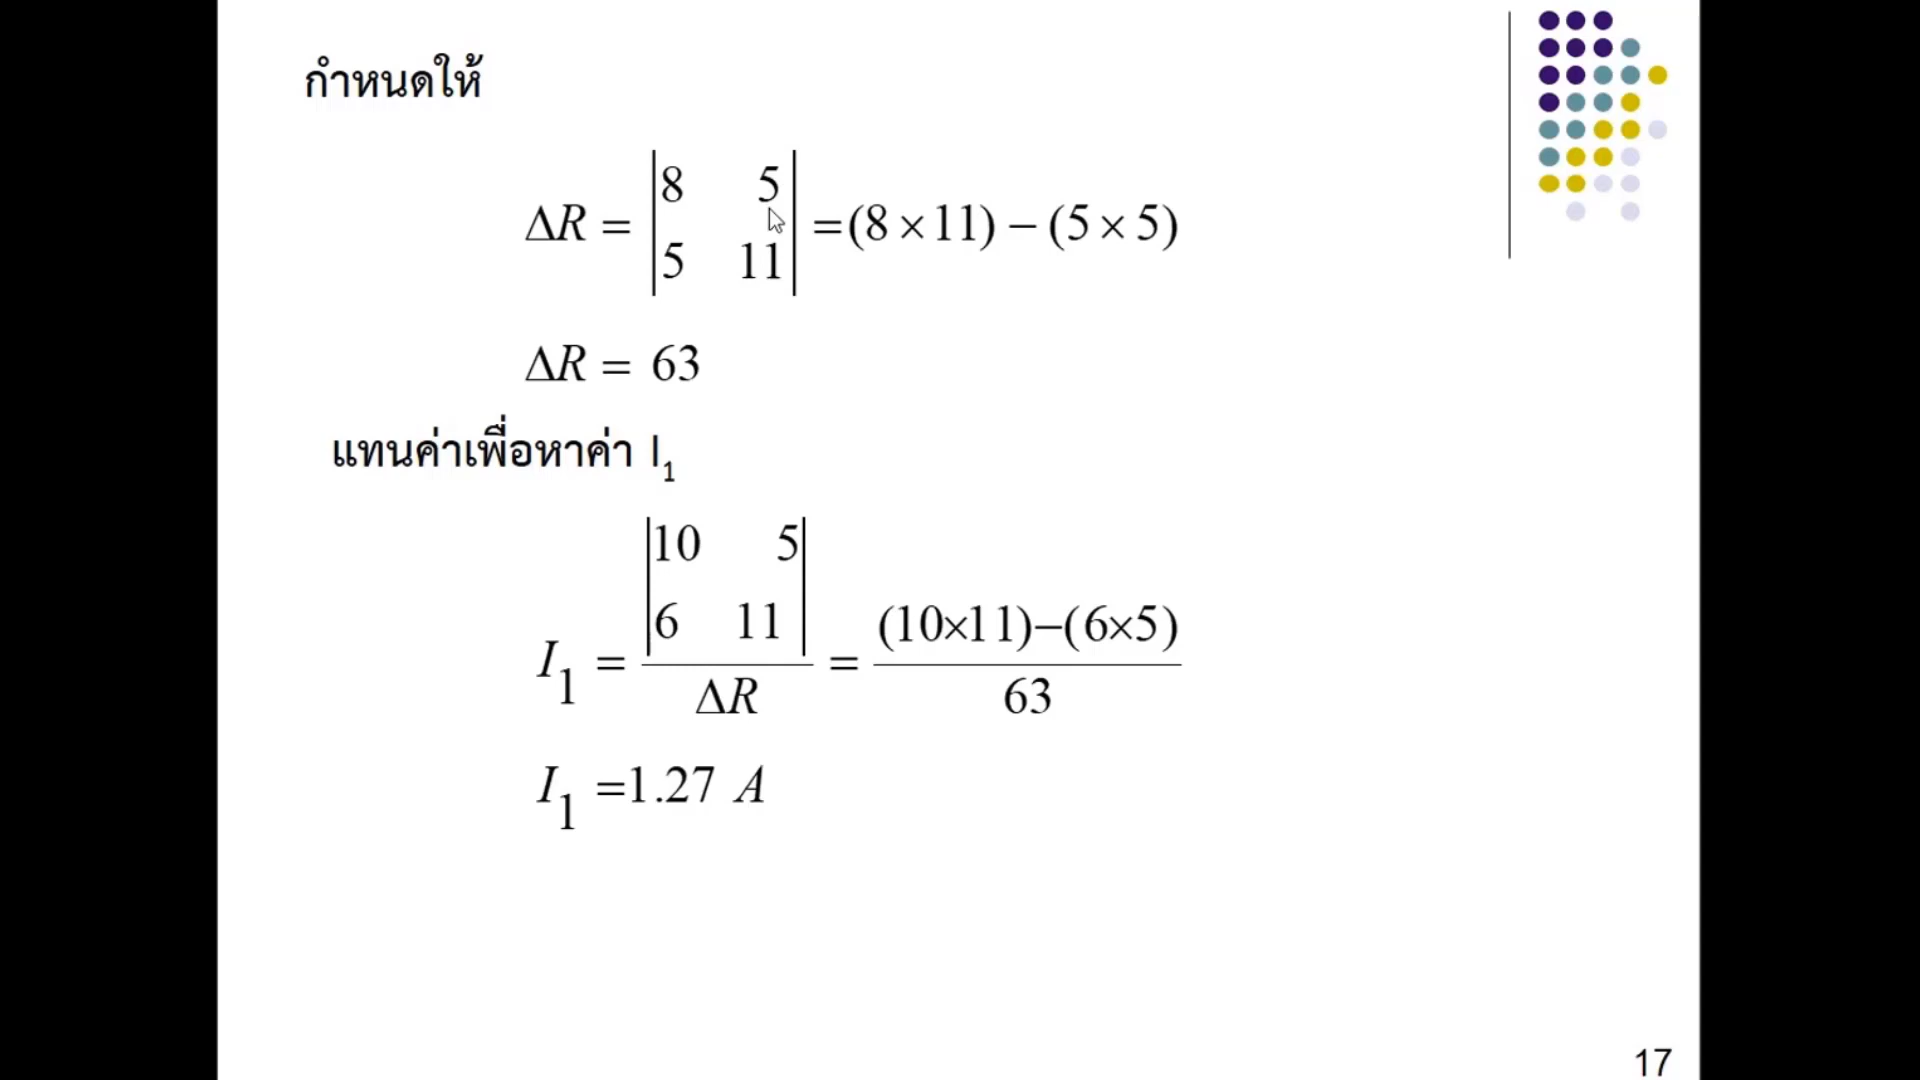 กำหนดให้
ΔR = |8 5| =(8 × 11) − (5 × 5)
|5 11|
ΔR = 63
แทนค่าเพื่อหาค่า I₁
|10 5|
|6 11|
I₁ = ――― = (10×11)−(6×5)
ΔR 63
I₁ =1.27 A
17